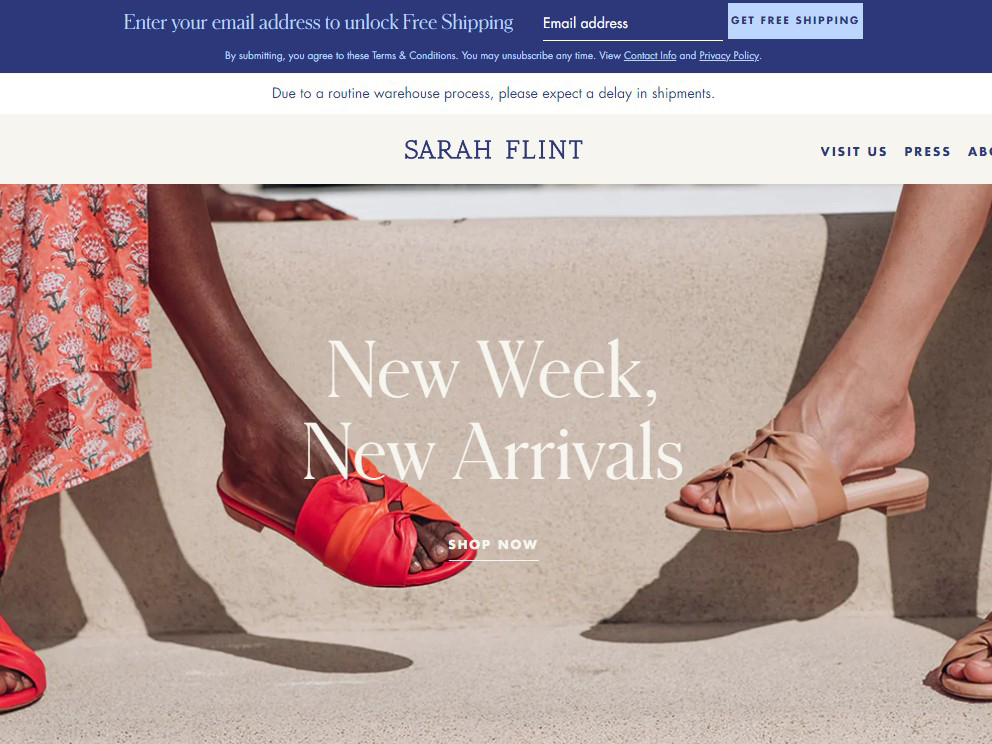 Enter your email address to unlock Free Shipping
Email address
GET FREE SHIPPING
By submitting, you agree to these Terms & Conditions. You may unsubscribe any time. View Contact Info and Privacy Policy.
Due to a routine warehouse process, please expect a delay in shipments.
SARAH FLINT
VISIT US PRESS
New Week,
New Arrivals
SHOP NOW